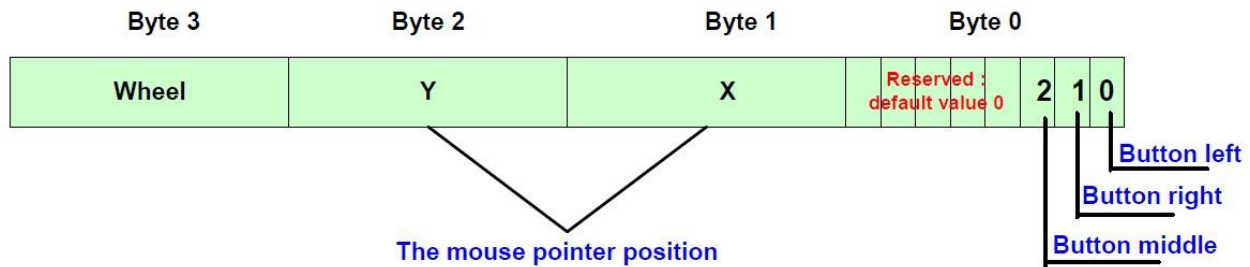 Byte 3 Byte 2 Byte 1 Byte 0
Wheel Y X Reserved : 2 1 0
default value 0
Button left
Button right
The mouse pointer position Button middle